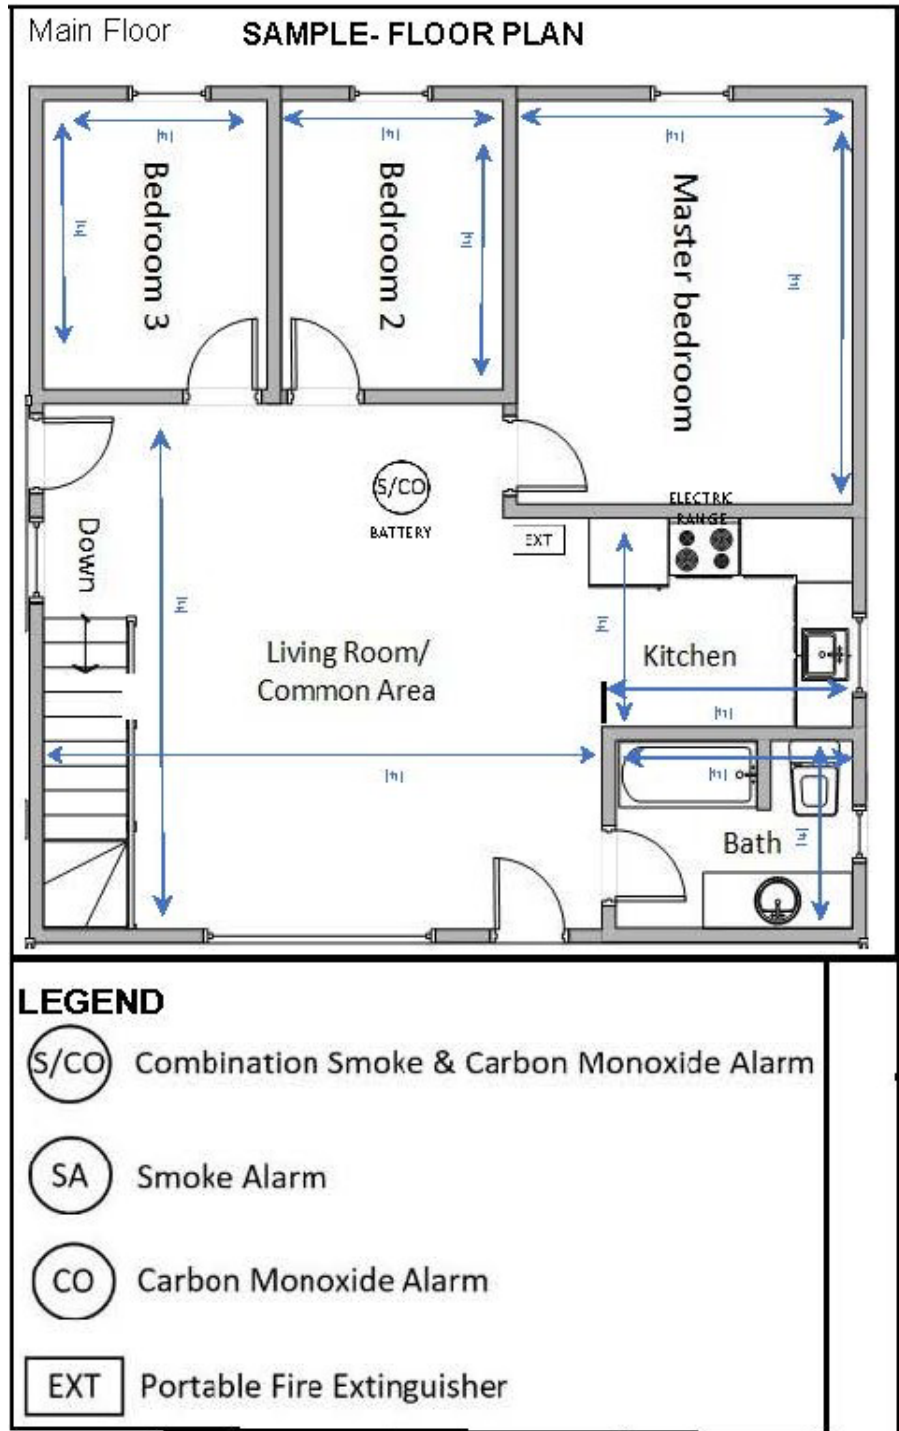 Main Floor SAMPLE- FLOOR PLAN
Bedroom 3
Bedroom 2
Master bedroom
S/CO
BATTERY
ELECTRIC
RANGE
EXT
Down
Living Room/
Common Area
Kitchen
Bath
LEGEND
S/CO Combination Smoke & Carbon Monoxide Alarm
SA Smoke Alarm
CO Carbon Monoxide Alarm
EXT Portable Fire Extinguisher